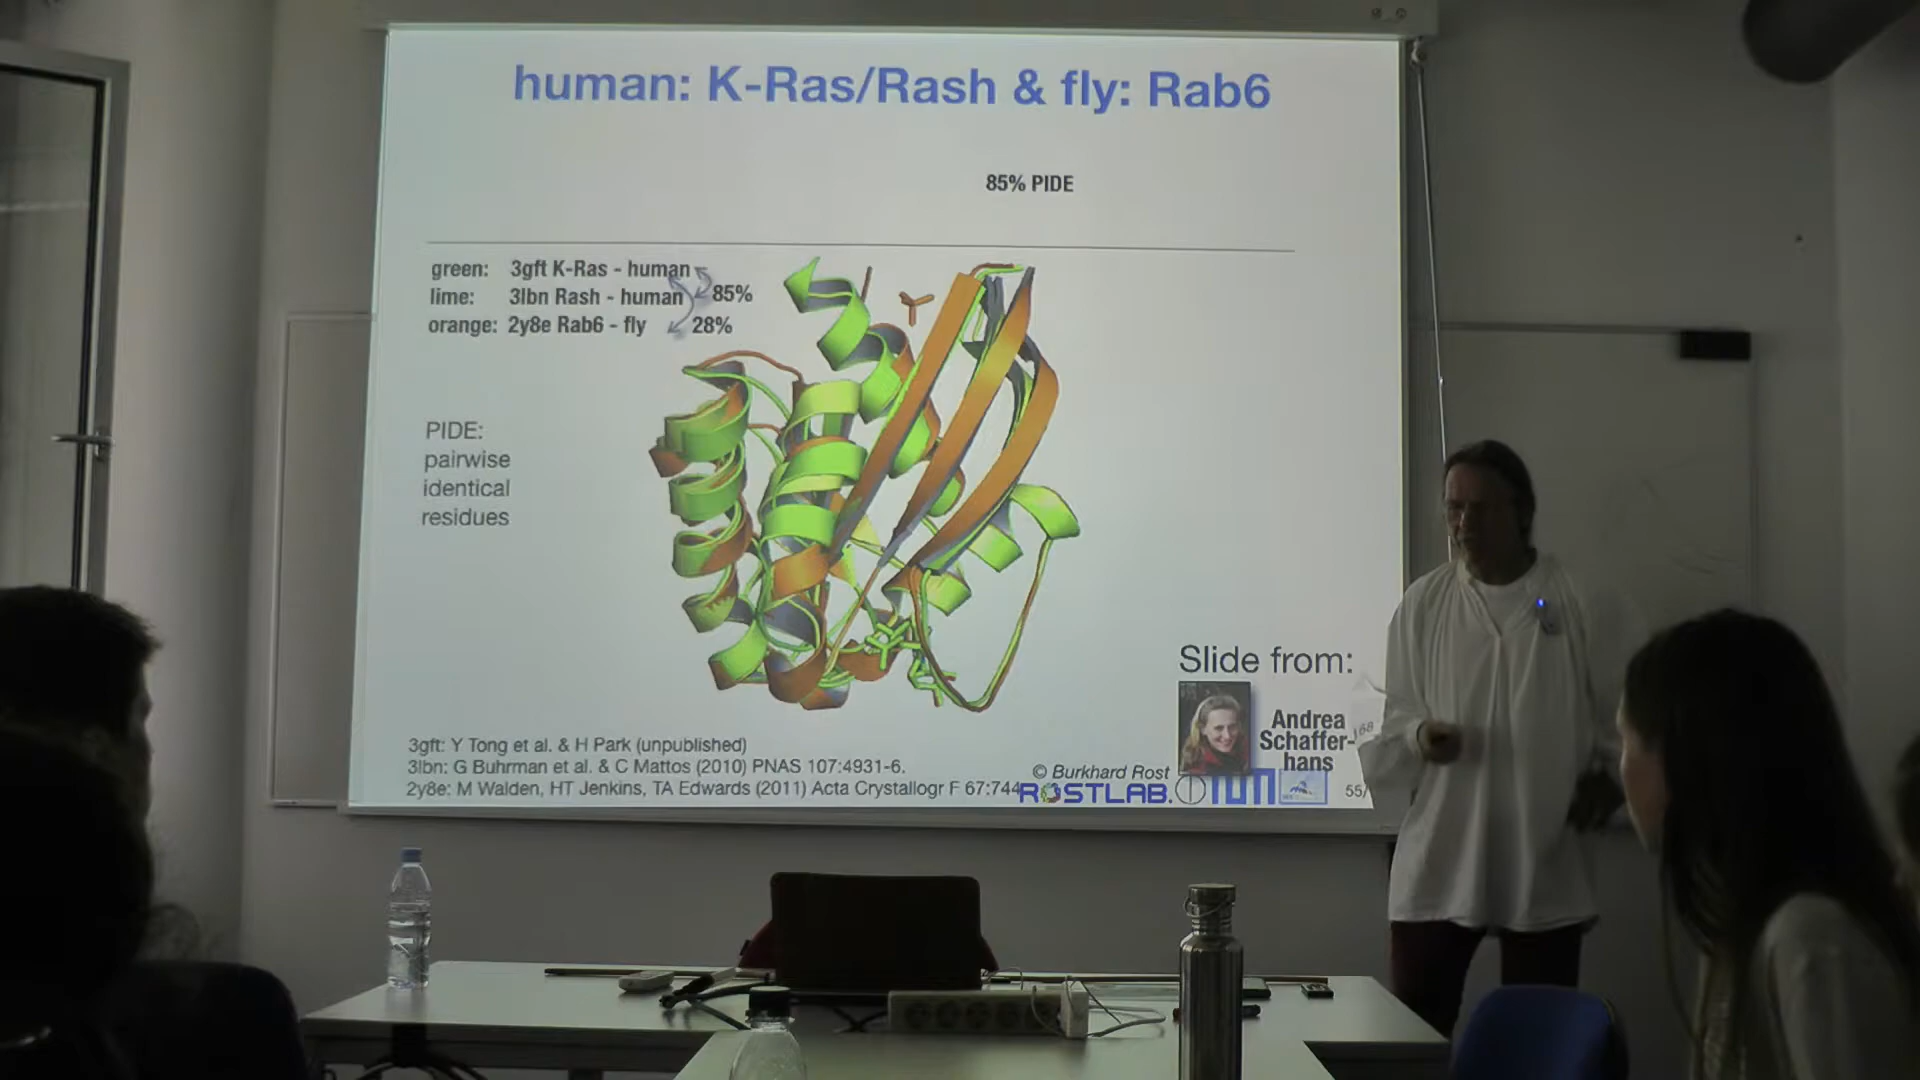 human: K-Ras/Rash & fly: Rab6
85% PIDE
green: 3gft K-Ras - human
lime: 3lbn Rash - human 85%
orange: 2y8e Rab6 - fly 28%
PIDE:
pairwise
identical
residues
Slide from:
Andrea
Schaffer-
hans
168
3gft: Y Tong et al. & H Park (unpublished)
3lbn: G Buhrman et al. & C Mattos (2010) PNAS 107:4931-6.
2y8e: M Walden, HT Jenkins, TA Edwards (2011) Acta Crystallogr F 67:744
© Burkhard Rost
ROSTLAB.
TUM
55/